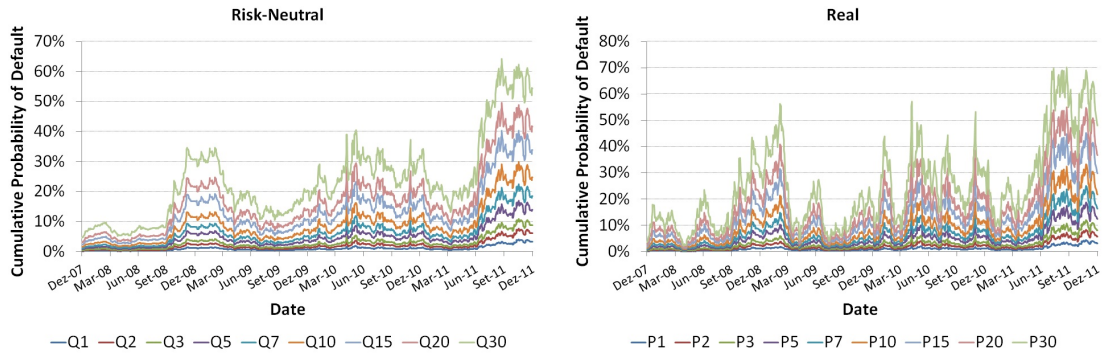 Risk-Neutral
Cumulative Probability of Default
70%
60%
50%
40%
30%
20%
10%
0%
Dez-07
Mar-08
Jun-08
Set-08
Dez-08
Mar-09
Jun-09
Set-09
Dez-09
Mar-10
Jun-10
Set-10
Dez-10
Mar-11
Jun-11
Set-11
Dez-11
Date
Q1 Q2 Q3 Q5 Q7 Q10 Q15 Q20 Q30
Real
Cumulative Probability of Default
80%
70%
60%
50%
40%
30%
20%
10%
0%
Dez-07
Mar-08
Jun-08
Set-08
Dez-08
Mar-09
Jun-09
Set-09
Dez-09
Mar-10
Jun-10
Set-10
Dez-10
Mar-11
Jun-11
Set-11
Dez-11
Date
P1 P2 P3 P5 P7 P10 P15 P20 P30